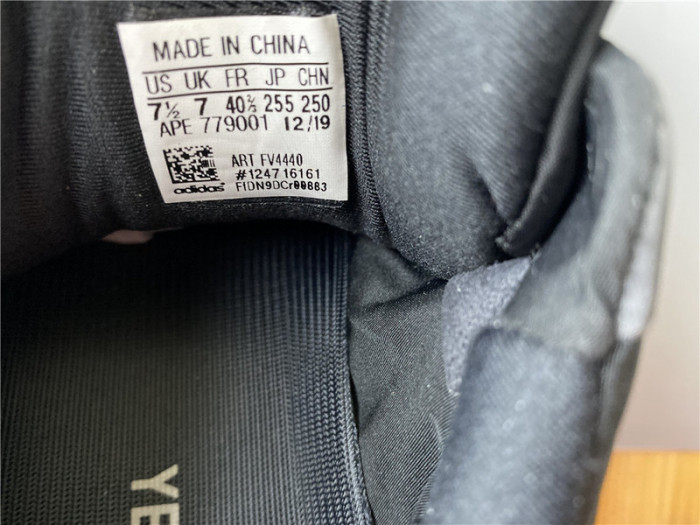 MADE IN CHINA
US UK FR JP CHN
7½ 7 40⅔ 255 250
APE 779001 12/19
ART FV4440
#124716161
adidas
YE